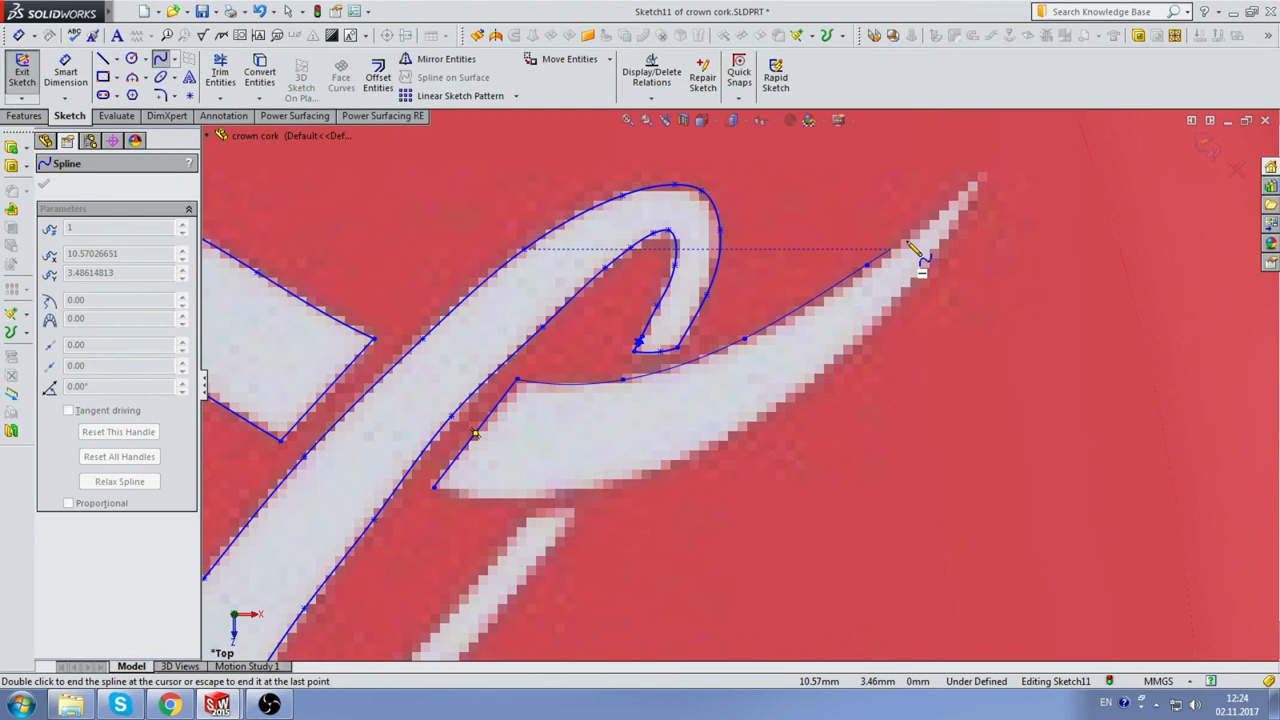 SOLIDWORKS
Sketch11 of crown cork.SLDPRT *
Search Knowledge Base
Exit Sketch
Smart Dimension
Trim Entities
Convert Entities
3D Sketch On Pla...
Face Curves
Offset Entities
Mirror Entities
Spline on Surface
Linear Sketch Pattern
Move Entities
Display/Delete Relations
Repair Sketch
Quick Snaps
Rapid Sketch
Features Sketch Evaluate DimXpert Annotation Power Surfacing Power Surfacing RE
crown cork (Default<<Def...
Spline ?
Parameters
1
10.57026651
3.48614813
0.00
0.00
0.00
0.00
0.00°
Tangent driving
Reset This Handle
Reset All Handles
Relax Spline
Proportional
X
Z
*Top
Model 3D Views Motion Study 1
Double click to end the spline at the cursor or escape to end it at the last point 10.57mm 3.46mm 0mm Under Defined Editing Sketch11 MMGS
EN 12:24
02.11.2017